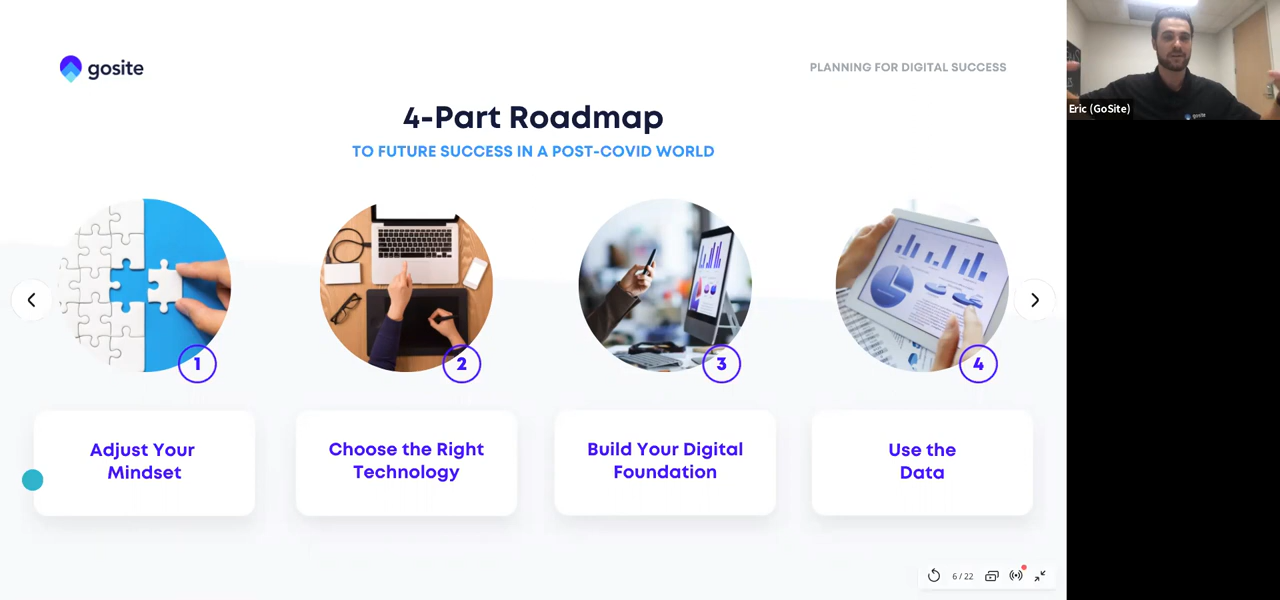 gosite
PLANNING FOR DIGITAL SUCCESS
4-Part Roadmap
TO FUTURE SUCCESS IN A POST-COVID WORLD
1
2
3
4
Adjust Your
Mindset
Choose the Right
Technology
Build Your Digital
Foundation
Use the
Data
6 / 22
Eric (GoSite)
gosite